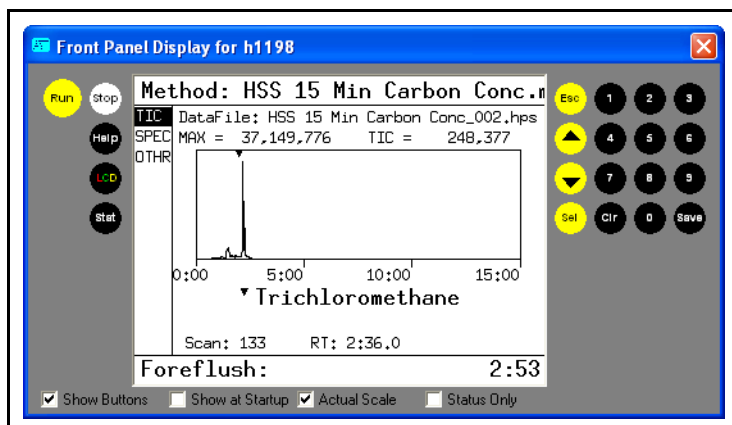 Front Panel Display for h1198
Run Stop
Help
LCD
Stat
Method: HSS 15 Min Carbon Conc.m
TIC DataFile: HSS 15 Min Carbon Conc_002.hps
SPEC MAX = 37,149,776 TIC = 248,377
OTHR
0:00 5:00 10:00 15:00
Trichloromethane
Scan: 133 RT: 2:36.0
Foreflush: 2:53
Esc 1 2 3
4 5 6
7 8 9
Sel Clr 0 Save
Show Buttons Show at Startup Actual Scale Status Only